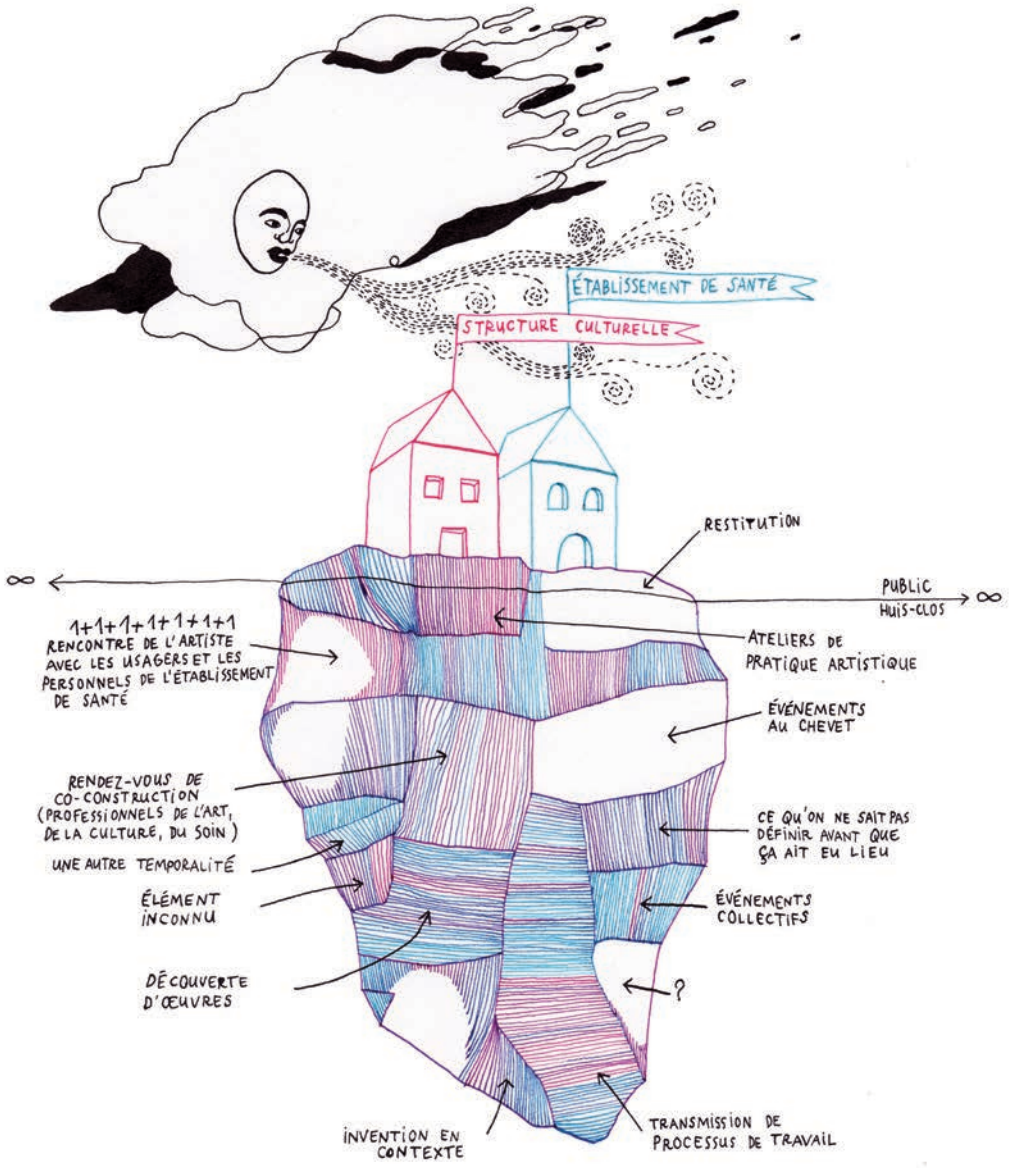 ÉTABLISSEMENT DE SANTÉ
STRUCTURE CULTURELLE
RESTITUTION
∞
PUBLIC
HUIS-CLOS
∞
1+1+1+1+1+1+1+1
RENCONTRE DE L'ARTISTE
AVEC LES USAGERS ET LES
PERSONNELS DE L'ÉTABLISSEMENT
DE SANTÉ
ATELIERS DE
PRATIQUE ARTISTIQUE
ÉVÉNEMENTS
AU CHEVET
RENDEZ-VOUS DE
CO-CONSTRUCTION
(PROFESSIONNELS DE L'ART,
DE LA CULTURE, DU SOIN)
CE QU'ON NE SAIT PAS
DÉFINIR AVANT QUE
ÇA AIT EU LIEU
UNE AUTRE TEMPORALITÉ
ÉLÉMENT
INCONNU
ÉVÉNEMENTS
COLLECTIFS
DÉCOUVERTE
D'ŒUVRES
?
INVENTION EN
CONTEXTE
TRANSMISSION DE
PROCESSUS DE TRAVAIL